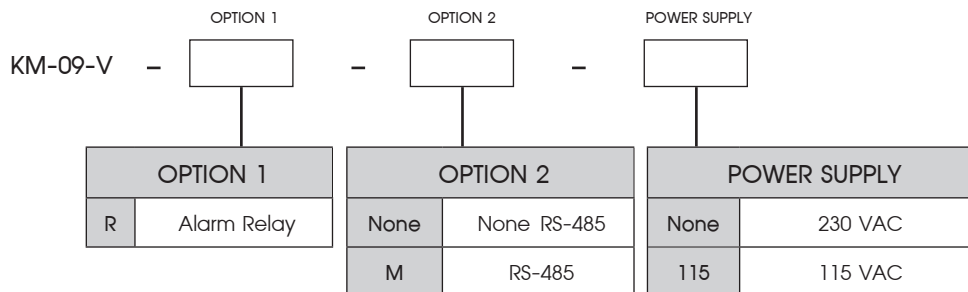 OPTION 1 OPTION 2 POWER SUPPLY
KM-09-V - - -
OPTION 1 OPTION 2 POWER SUPPLY
R Alarm Relay None None RS-485 None 230 VAC
M RS-485 115 115 VAC